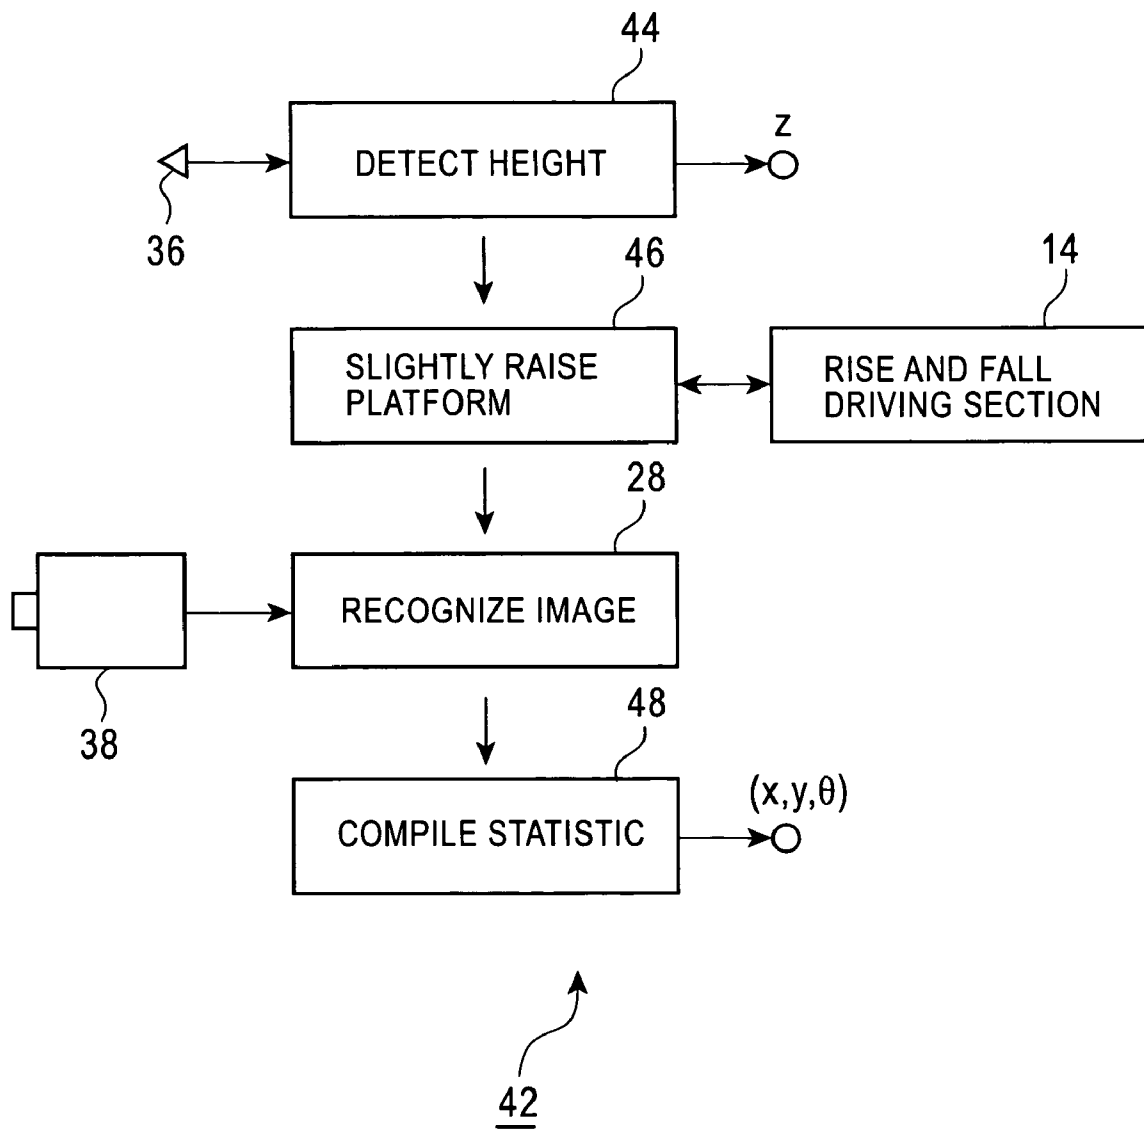 44
DETECT HEIGHT
z
36
46
14
SLIGHTLY RAISE
PLATFORM
RISE AND FALL
DRIVING SECTION
28
RECOGNIZE IMAGE
38
48
(x,y,θ)
COMPILE STATISTIC
42